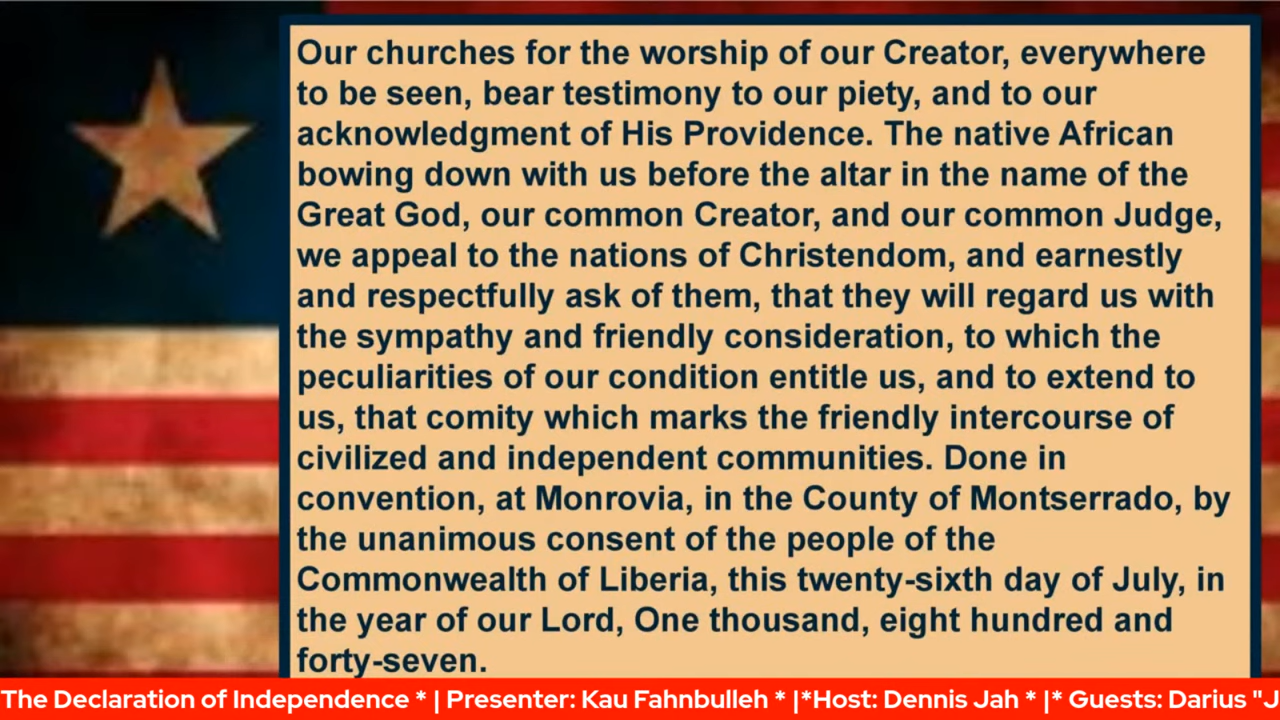 Our churches for the worship of our Creator, everywhere
to be seen, bear testimony to our piety, and to our
acknowledgment of His Providence. The native African
bowing down with us before the altar in the name of the
Great God, our common Creator, and our common Judge,
we appeal to the nations of Christendom, and earnestly
and respectfully ask of them, that they will regard us with
the sympathy and friendly consideration, to which the
peculiarities of our condition entitle us, and to extend to
us, that comity which marks the friendly intercourse of
civilized and independent communities. Done in
convention, at Monrovia, in the County of Montserrado, by
the unanimous consent of the people of the
Commonwealth of Liberia, this twenty-sixth day of July, in
the year of our Lord, One thousand, eight hundred and
forty-seven.
The Declaration of Independence * | Presenter: Kau Fahnbulleh * |*Host: Dennis Jah * |* Guests: Darius "J